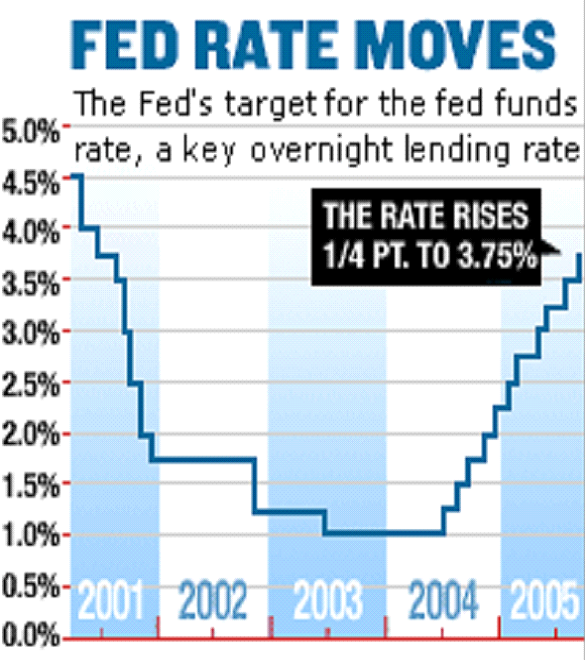 FED RATE MOVES
The Fed's target for the fed funds
rate, a key overnight lending rate
5.0%
4.5%
4.0%
3.5%
3.0%
2.5%
2.0%
1.5%
1.0%
0.5%
0.0%
THE RATE RISES
1/4 PT. TO 3.75%
2001 2002 2003 2004 2005